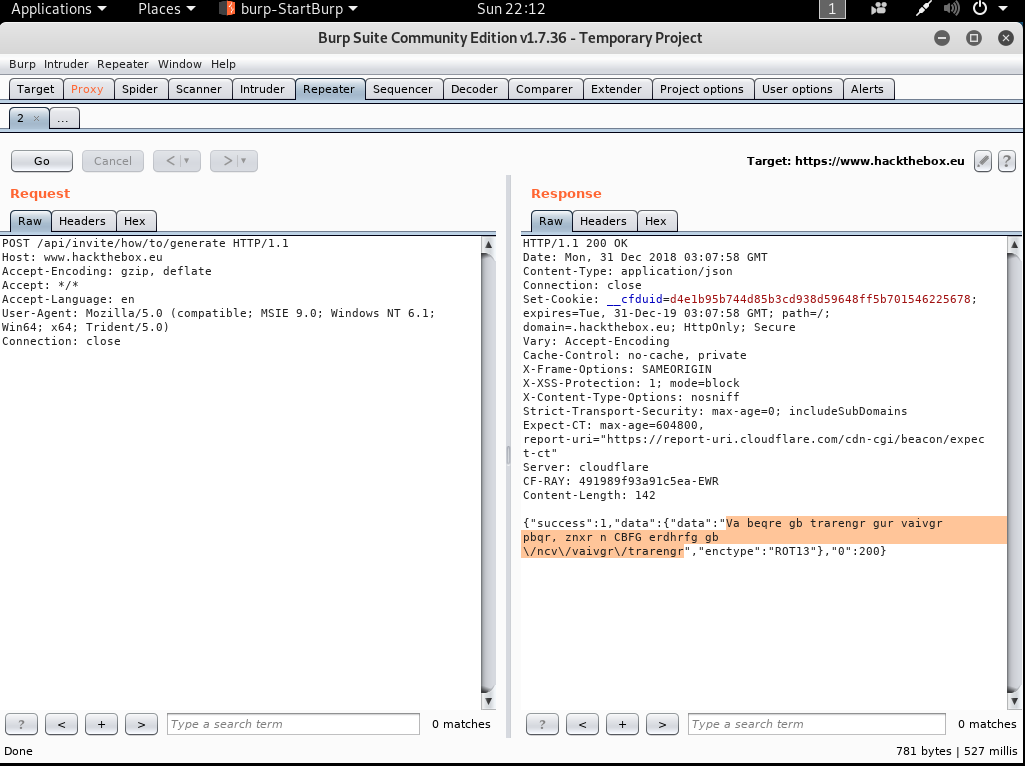 Applications Places burp-StartBurp Sun 22:12 1
Burp Suite Community Edition v1.7.36 - Temporary Project
Burp Intruder Repeater Window Help
Target Proxy Spider Scanner Intruder Repeater Sequencer Decoder Comparer Extender Project options User options Alerts
2 × ...
Go Cancel < > Target: https://www.hackthebox.eu ?
Request
Raw Headers Hex
POST /api/invite/how/to/generate HTTP/1.1
Host: www.hackthebox.eu
Accept-Encoding: gzip, deflate
Accept: */*
Accept-Language: en
User-Agent: Mozilla/5.0 (compatible; MSIE 9.0; Windows NT 6.1;
Win64; x64; Trident/5.0)
Connection: close
? < + > Type a search term 0 matches
Response
Raw Headers Hex
HTTP/1.1 200 OK
Date: Mon, 31 Dec 2018 03:07:58 GMT
Content-Type: application/json
Connection: close
Set-Cookie: __cfduid=d4e1b95b744d85b3cd938d59648ff5b701546225678;
expires=Tue, 31-Dec-19 03:07:58 GMT; path=/;
domain=.hackthebox.eu; HttpOnly; Secure
Vary: Accept-Encoding
Cache-Control: no-cache, private
X-Frame-Options: SAMEORIGIN
X-XSS-Protection: 1; mode=block
X-Content-Type-Options: nosniff
Strict-Transport-Security: max-age=0; includeSubDomains
Expect-CT: max-age=604800,
report-uri="https://report-uri.cloudflare.com/cdn-cgi/beacon/expec
t-ct"
Server: cloudflare
CF-RAY: 491989f93a91c5ea-EWR
Content-Length: 142
{"success":1,"data":{"data":"Va beqre gb trarengr gur vaivgr
pbqr, znxr n CBFG erdhrfg gb
\/ncv\/vaivgr\/trarengr","enctype":"ROT13"},"0":200}
? < + > Type a search term 0 matches
Done 781 bytes | 527 millis